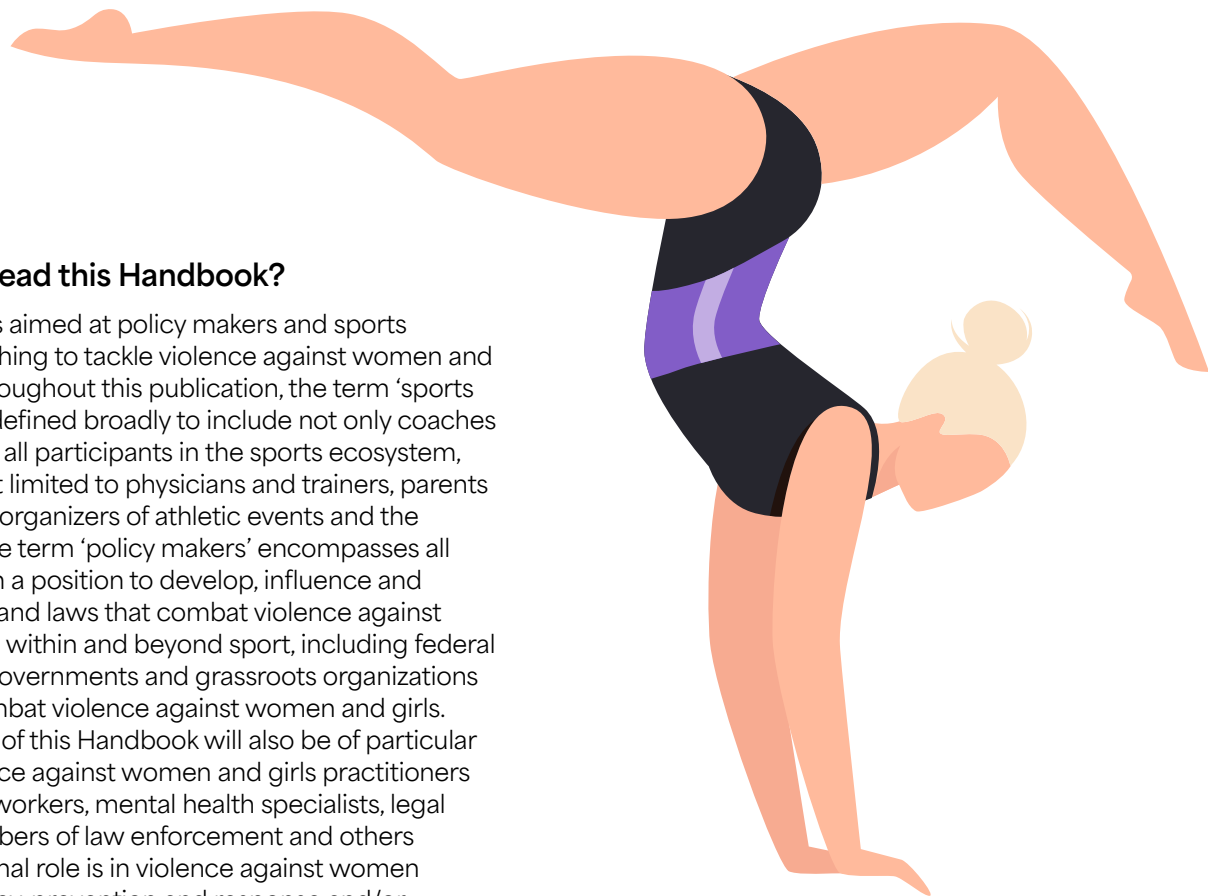 ead this Handbook?
s aimed at policy makers and sports
hing to tackle violence against women and
oughout this publication, the term ‘sports
defined broadly to include not only coaches
all participants in the sports ecosystem,
t limited to physicians and trainers, parents
organizers of athletic events and the
e term ‘policy makers’ encompasses all
n a position to develop, influence and
and laws that combat violence against
within and beyond sport, including federal
overnments and grassroots organizations
nbat violence against women and girls.
of this Handbook will also be of particular
ce against women and girls practitioners
workers, mental health specialists, legal
bers of law enforcement and others
nal role is in violence against women
prevention and response and/or